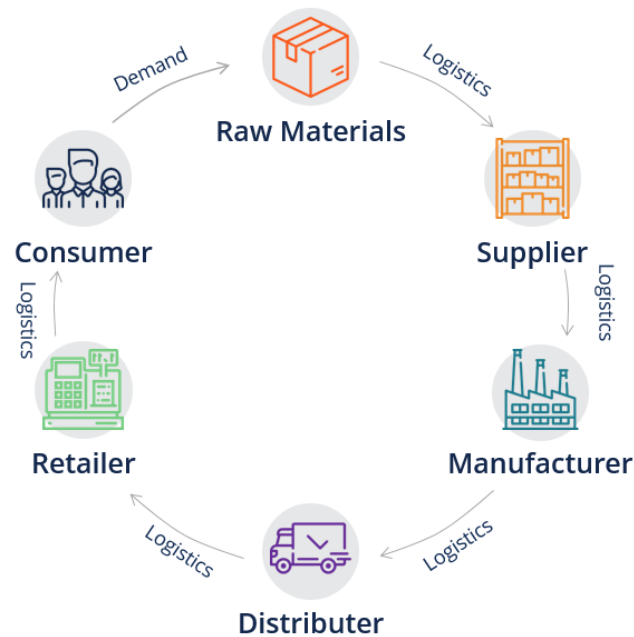 Raw Materials
Logistics
Supplier
Logistics
Manufacturer
Logistics
Distributer
Logistics
Retailer
Logistics
Consumer
Demand